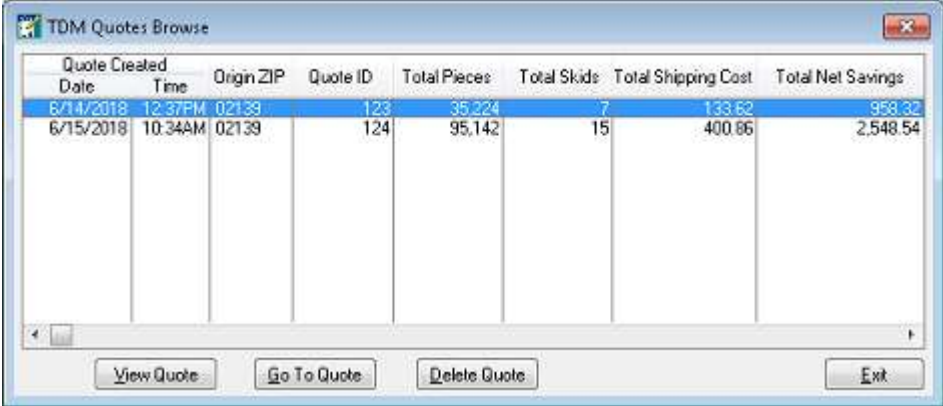 TDM Quotes Browse
Quote Created Origin ZIP Quote ID Total Pieces Total Skids Total Shipping Cost Total Net Savings
Date Time
6/14/2018 12:37PM 02139 123 35,224 7 133.62 958.32
6/15/2018 10:34AM 02139 124 95,142 15 400.86 2,548.54
View Quote Go To Quote Delete Quote Exit